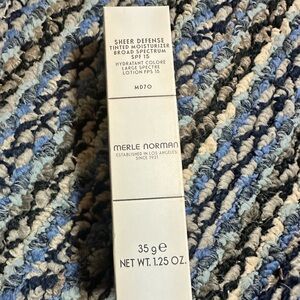 SHEER DEFENSE
TINTED MOISTURIZER
BROAD SPECTRUM
SPF 15
HYDRATANT COLORÉ
LARGE SPECTRE
LOTION FPS 15
MD70
MERLE NORMAN
ESTABLISHED IN LOS ANGELES
SINCE 1931
35 g e
NET WT. 1.25 OZ.